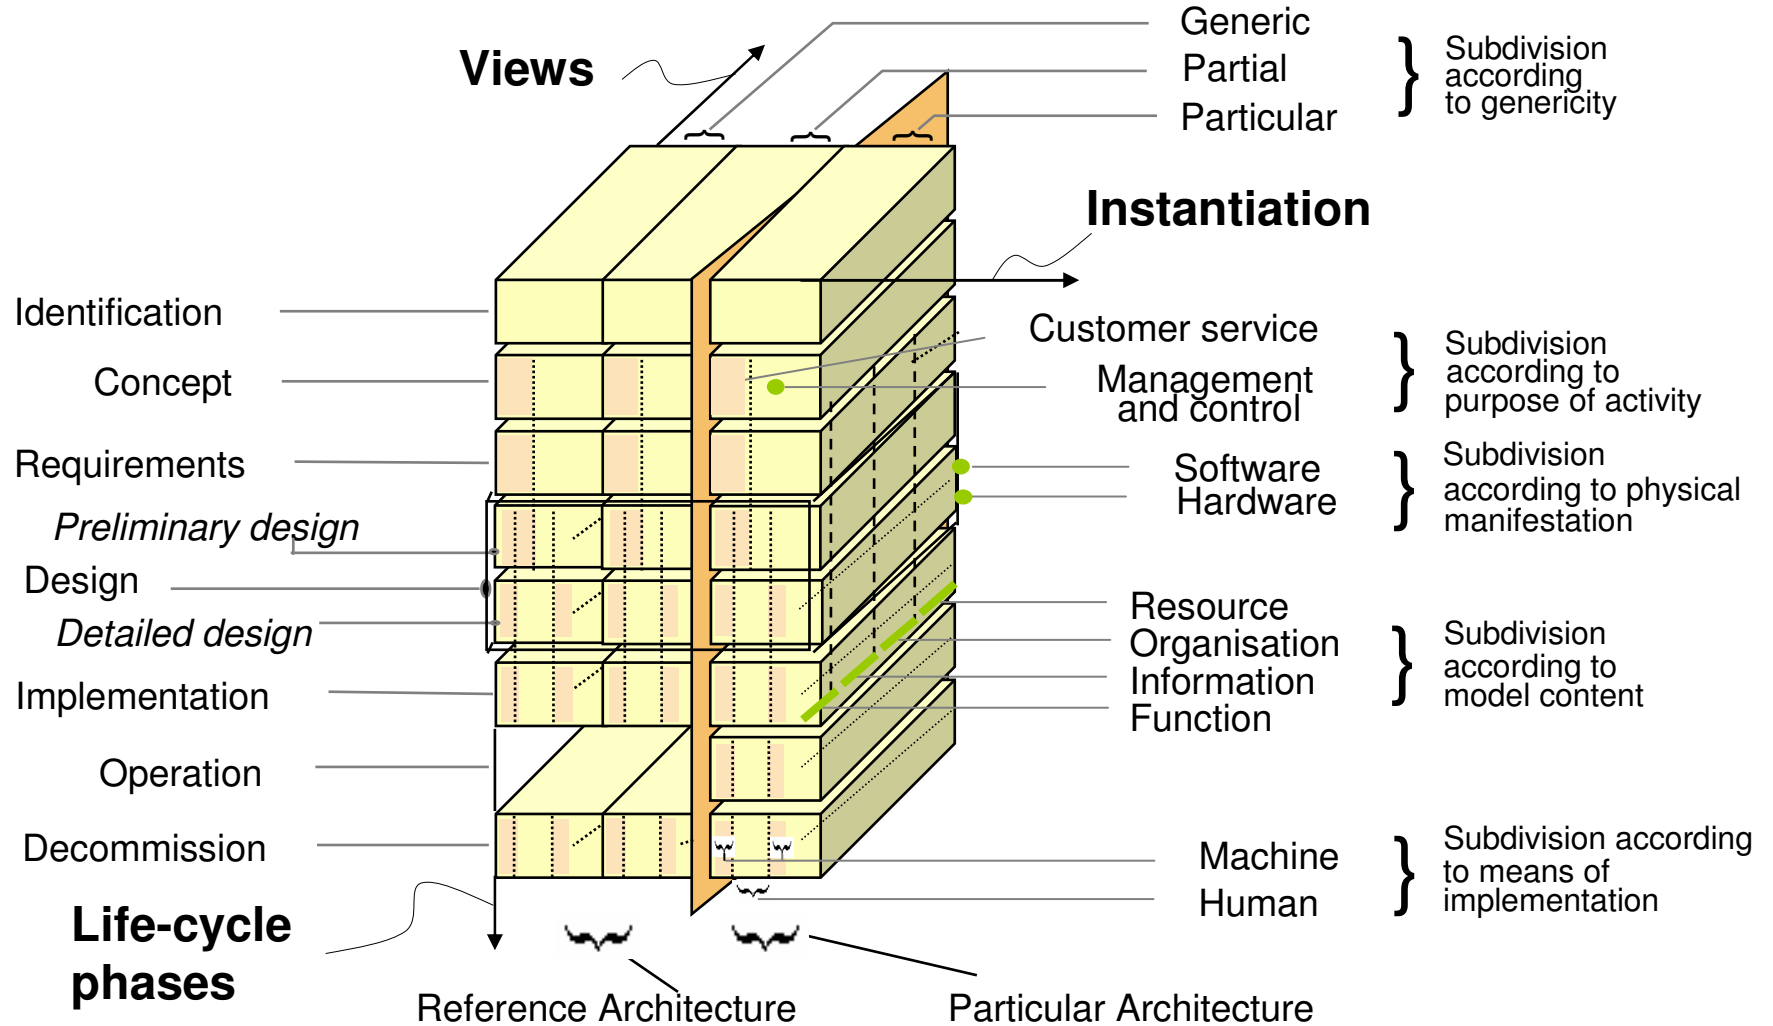 Generic
Partial
Particular
Subdivision
according
to genericity
Views
Instantiation
Identification
Concept
Requirements
Preliminary design
Design
Detailed design
Implementation
Operation
Decommission
Customer service
Management
and control
Subdivision
according to
purpose of activity
Software
Hardware
Subdivision
according to physical
manifestation
Resource
Organisation
Information
Function
Subdivision
according to
model content
Machine
Human
Subdivision according
to means of
implementation
Life-cycle
phases
Reference Architecture
Particular Architecture